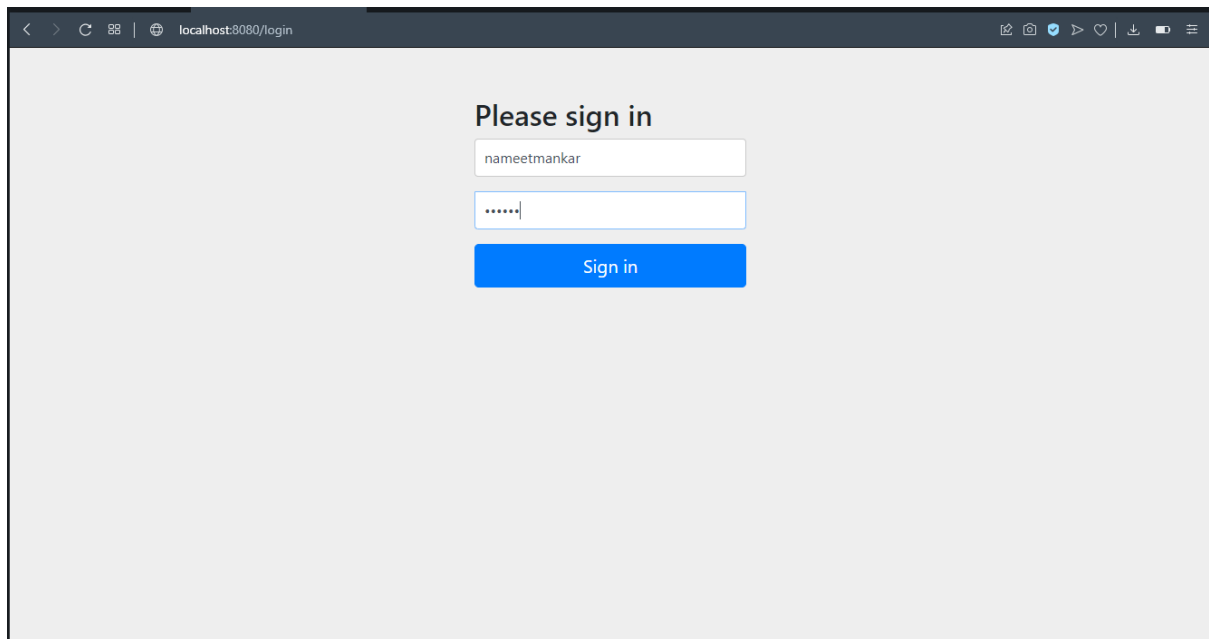 localhost:8080/login
Please sign in
nameetmankar
••••••
Sign in